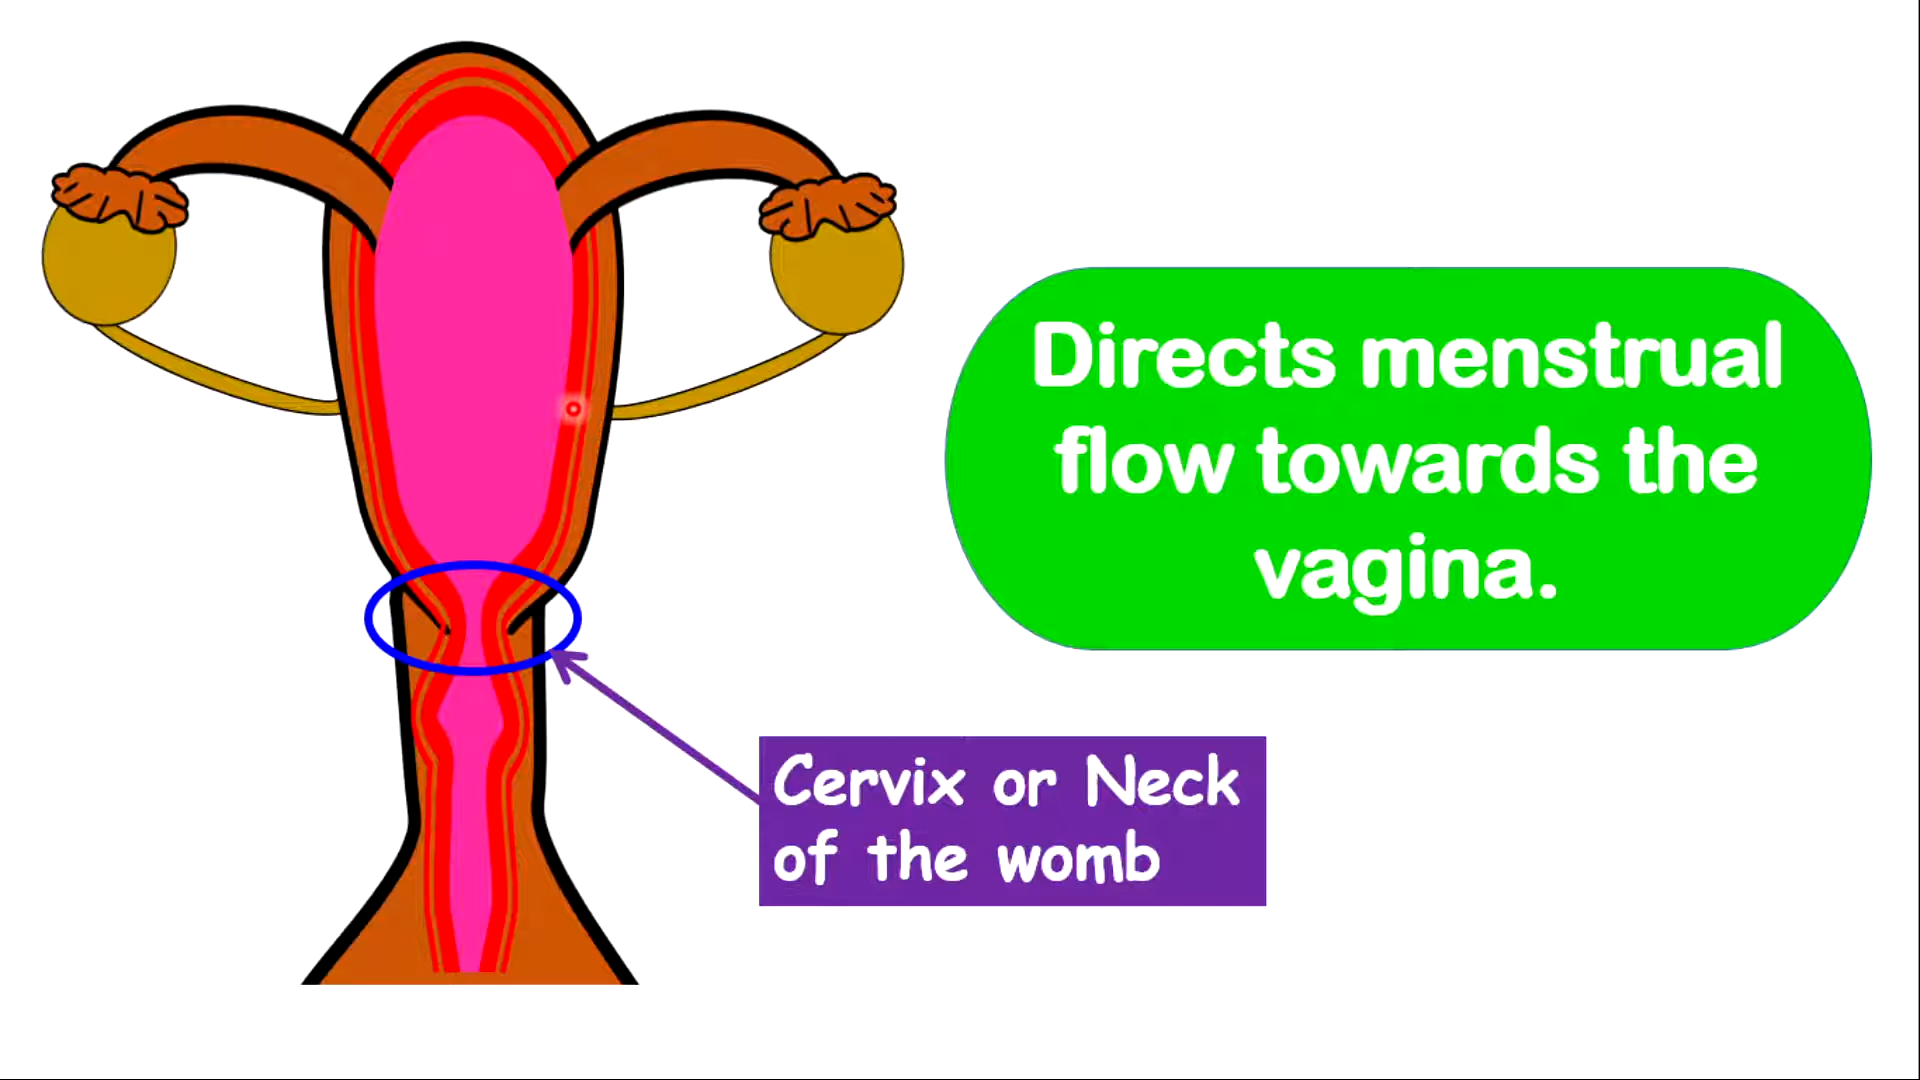 Directs menstrual
flow towards the
vagina.
Cervix or Neck
of the womb